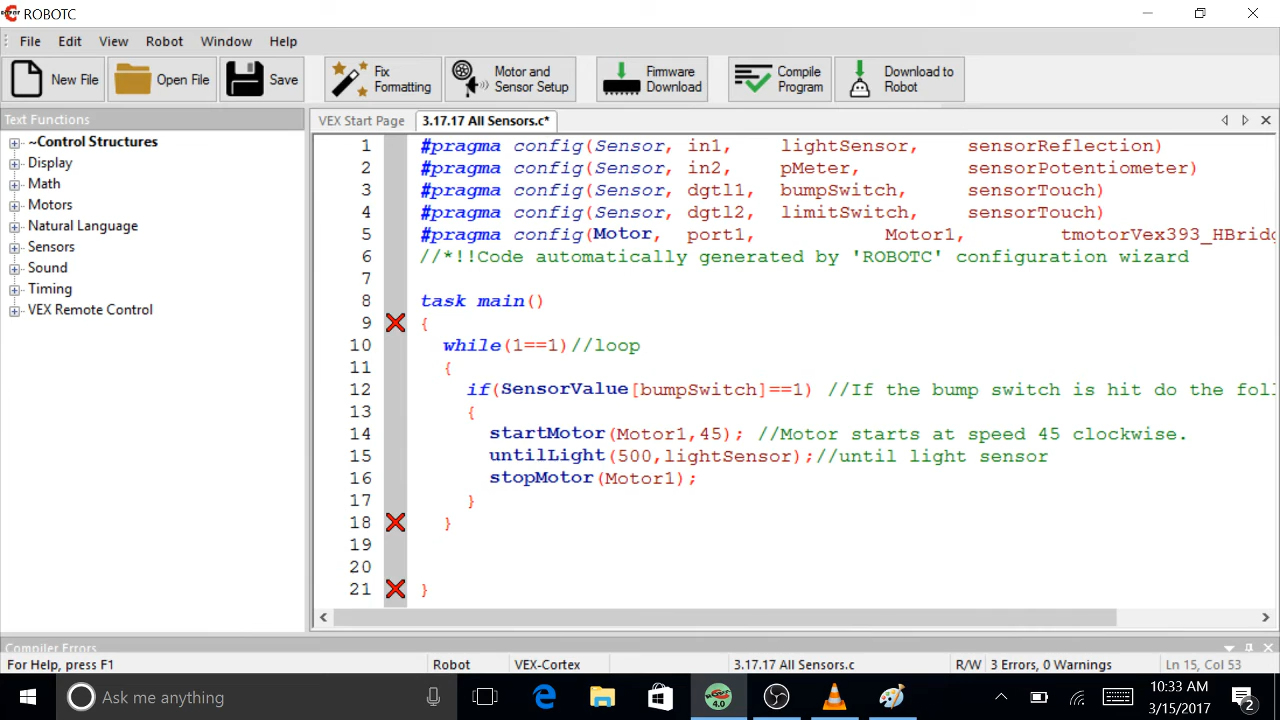 ROBOTC
File Edit View Robot Window Help
New File Open File Save Fix Formatting Motor and Sensor Setup Firmware Download Compile Program Download to Robot
Text Functions
~Control Structures
Display
Math
Motors
Natural Language
Sensors
Sound
Timing
VEX Remote Control
VEX Start Page 3.17.17 All Sensors.c*
1 #pragma config(Sensor, in1, lightSensor, sensorReflection)
2 #pragma config(Sensor, in2, pMeter, sensorPotentiometer)
3 #pragma config(Sensor, dgtl1, bumpSwitch, sensorTouch)
4 #pragma config(Sensor, dgtl2, limitSwitch, sensorTouch)
5 #pragma config(Motor, port1, Motor1, tmotorVex393_HBridg
6 //*!!Code automatically generated by 'ROBOTC' configuration wizard
7
8 task main()
9 {
10 while(1==1)//loop
11 {
12 if(SensorValue[bumpSwitch]==1) //If the bump switch is hit do the fol
13 {
14 startMotor(Motor1,45); //Motor starts at speed 45 clockwise.
15 untilLight(500,lightSensor);//until light sensor
16 stopMotor(Motor1);
17 }
18 }
19
20
21 }
Compiler Errors
For Help, press F1 Robot VEX-Cortex 3.17.17 All Sensors.c R/W 3 Errors, 0 Warnings Ln 15, Col 53
Ask me anything
4.0
10:33 AM
3/15/2017
2